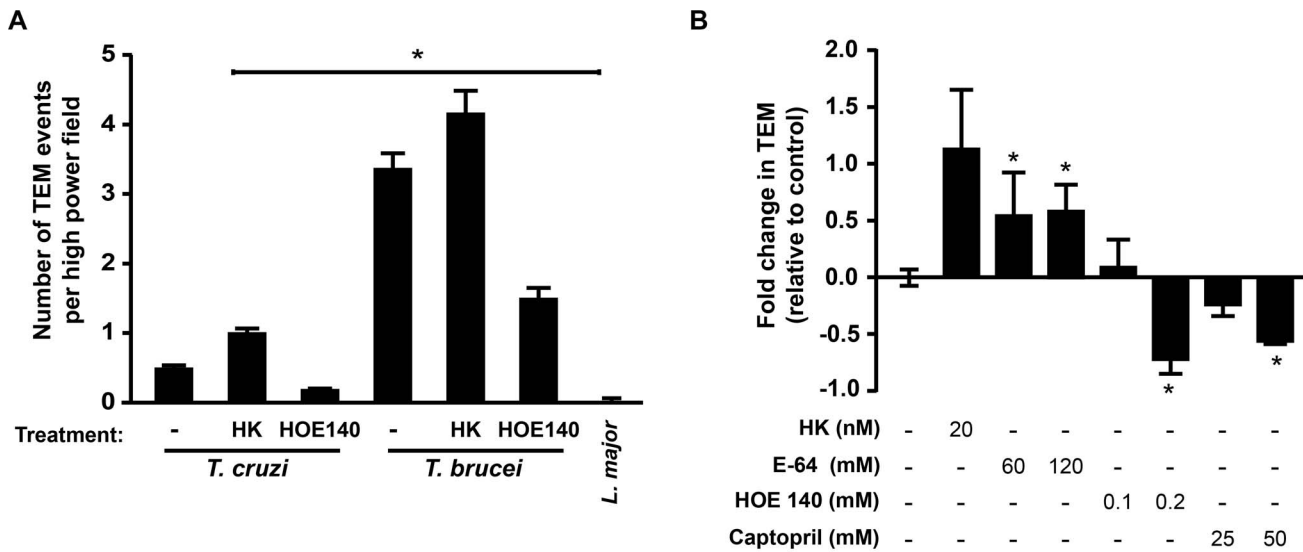 A
Number of TEM events
per high power field
5
4
3
2
1
0
*
Treatment: - HK HOE140 - HK HOE140
T. cruzi T. brucei
L. major
B
Fold change in TEM
(relative to control)
2.0
1.5
1.0
0.5
0.0
-0.5
-1.0
* *
* *
HK (nM) - 20 - - - - - -
E-64 (mM) - - 60 120 - - - -
HOE 140 (mM) - - - - 0.1 0.2 - -
Captopril (mM) - - - - - - 25 50